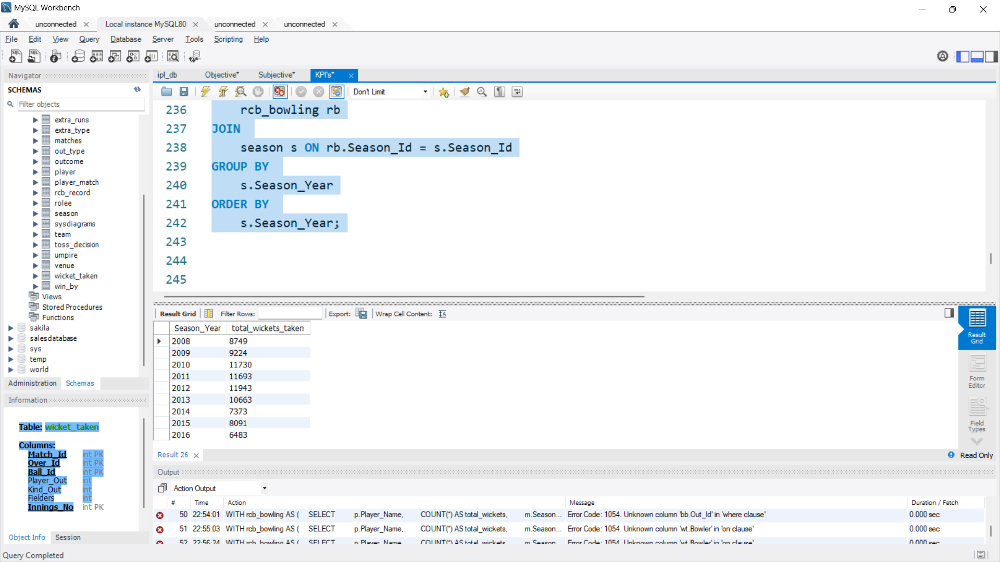 MySQL Workbench
unconnected
Local instance MySQL80
unconnected
unconnected
File Edit View Query Database Server Tools Scripting Help
Navigator
SCHEMAS
Filter objects
extra_runs
extra_type
matches
out_type
outcome
player
player_match
rcb_record
rolee
season
sysdiagrams
team
toss_decision
umpire
venue
wicket_taken
win_by
Views
Stored Procedures
Functions
sakila
salesdatabase
sys
temp
world
Administration Schemas
Information
Table: wicket_taken
Columns:
Match_Id int PK
Over_Id int PK
Ball_Id int PK
Player_Out int
Kind_Out int
Fielders int
Innings_No int PK
Object Info Session
ipl_db Objective* Subjective* KPI's*
Don't Limit
236 rcb_bowling rb
237 JOIN
238 season s ON rb.Season_Id = s.Season_Id
239 GROUP BY
240 s.Season_Year
241 ORDER BY
242 s.Season_Year;
243
244
245
Result Grid Filter Rows: Export: Wrap Cell Content:
Season_Year total_wickets_taken
2008 8749
2009 9224
2010 11730
2011 11693
2012 11943
2013 10663
2014 7373
2015 8091
2016 6483
Result Grid
Form Editor
Field Types
Result 26
Read Only
Output
Action Output
# Time Action Message Duration / Fetch
50 22:54:01 WITH rcb_bowling AS ( SELECT p.Player_Name, COUNT(*) AS total_wickets, m.Season... Error Code: 1054. Unknown column 'bb.Out_Id' in 'where clause' 0.000 sec
51 22:55:03 WITH rcb_bowling AS ( SELECT p.Player_Name, COUNT(*) AS total_wickets, m.Season... Error Code: 1054. Unknown column 'wt.Bowler' in 'on clause' 0.000 sec
52 22:56:24 WITH rcb_bowling AS ( SELECT p.Player_Name, COUNT(*) AS total_wickets, m.Season... Error Code: 1054. Unknown column 'wt.Bowler' in 'on clause' 0.000 sec
Query Completed